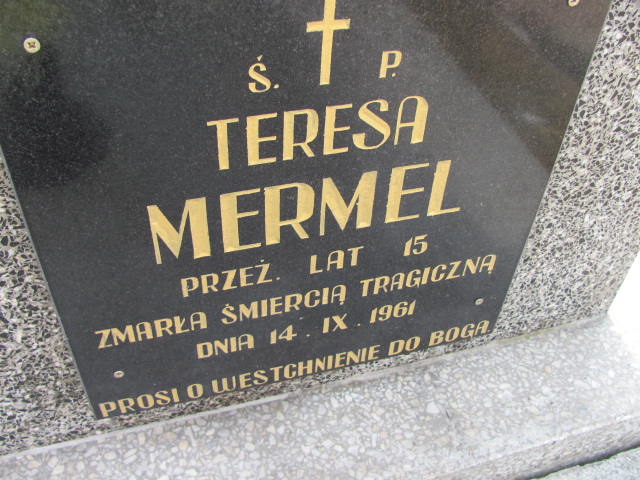 Ś. P.
TERESA
MERMEL
PRZEŻ. LAT 15
ZMARŁA ŚMIERCIĄ TRAGICZNĄ
DNIA 14. IX. 1961
PROSI O WESTCHNIENIE DO BOGA